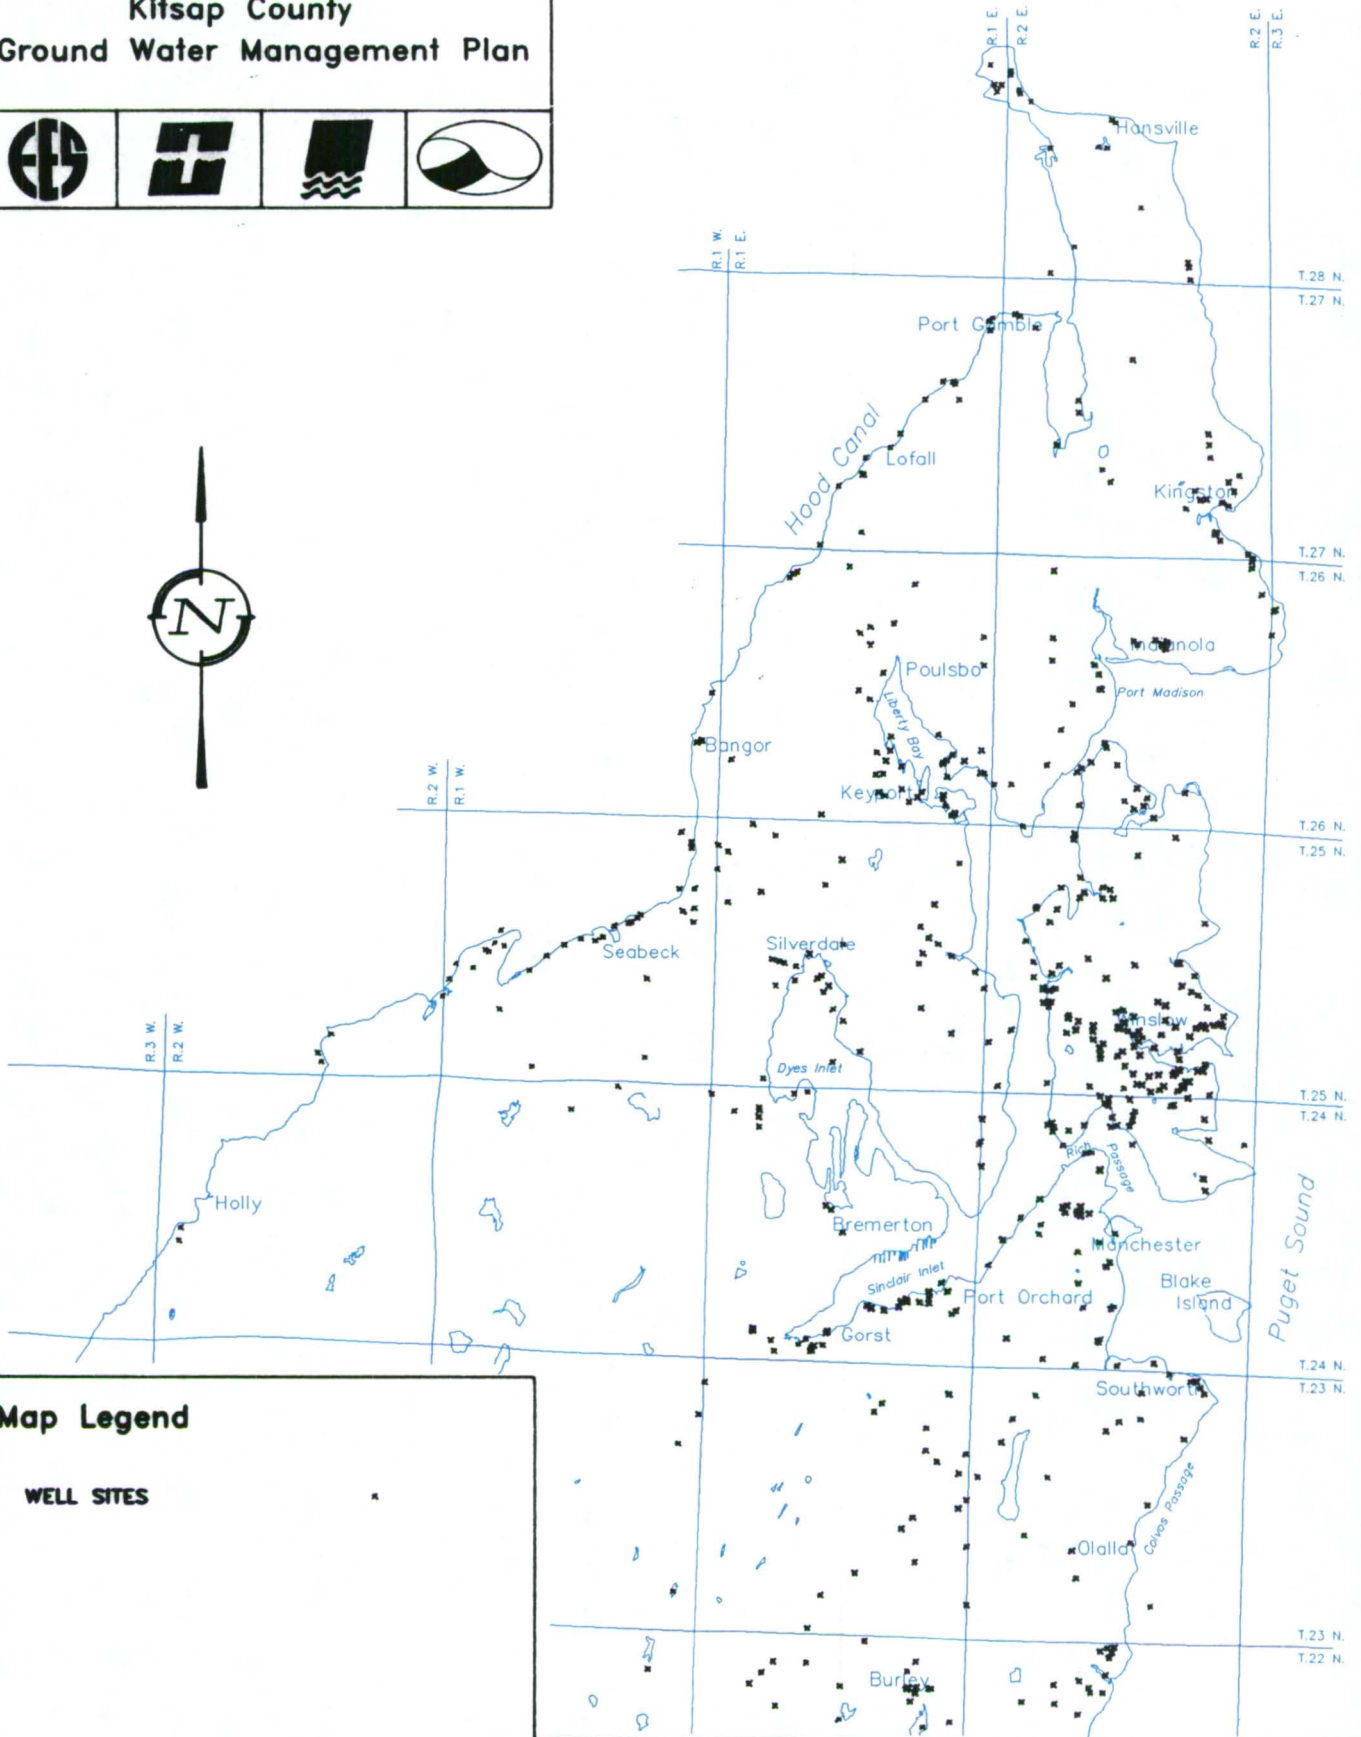 Kitsap County
Ground Water Management Plan
EES
R.1 E.
R.2 E.
R.2 E.
R.3 E.
Hansville
R.1 W.
R.1 E.
T.28 N.
T.27 N.
Port Gamble
Hood Canal
Lofall
Kingston
T.27 N.
T.26 N.
N
Indianola
Poulsbo
Port Madison
Liberty Bay
Bangor
R.2 W.
R.1 W.
Keyport
T.26 N.
T.25 N.
Silverdale
Seabeck
Winslow
R.3 W.
R.2 W.
Dyes Inlet
T.25 N.
T.24 N.
Rich Passage
Holly
Bremerton
Manchester
Puget Sound
Sinclair Inlet
Blake
Island
Port Orchard
Gorst
T.24 N.
T.23 N.
Southworth
Map Legend
WELL SITES
Colvos Passage
Olalla
T.23 N.
T.22 N.
Burley